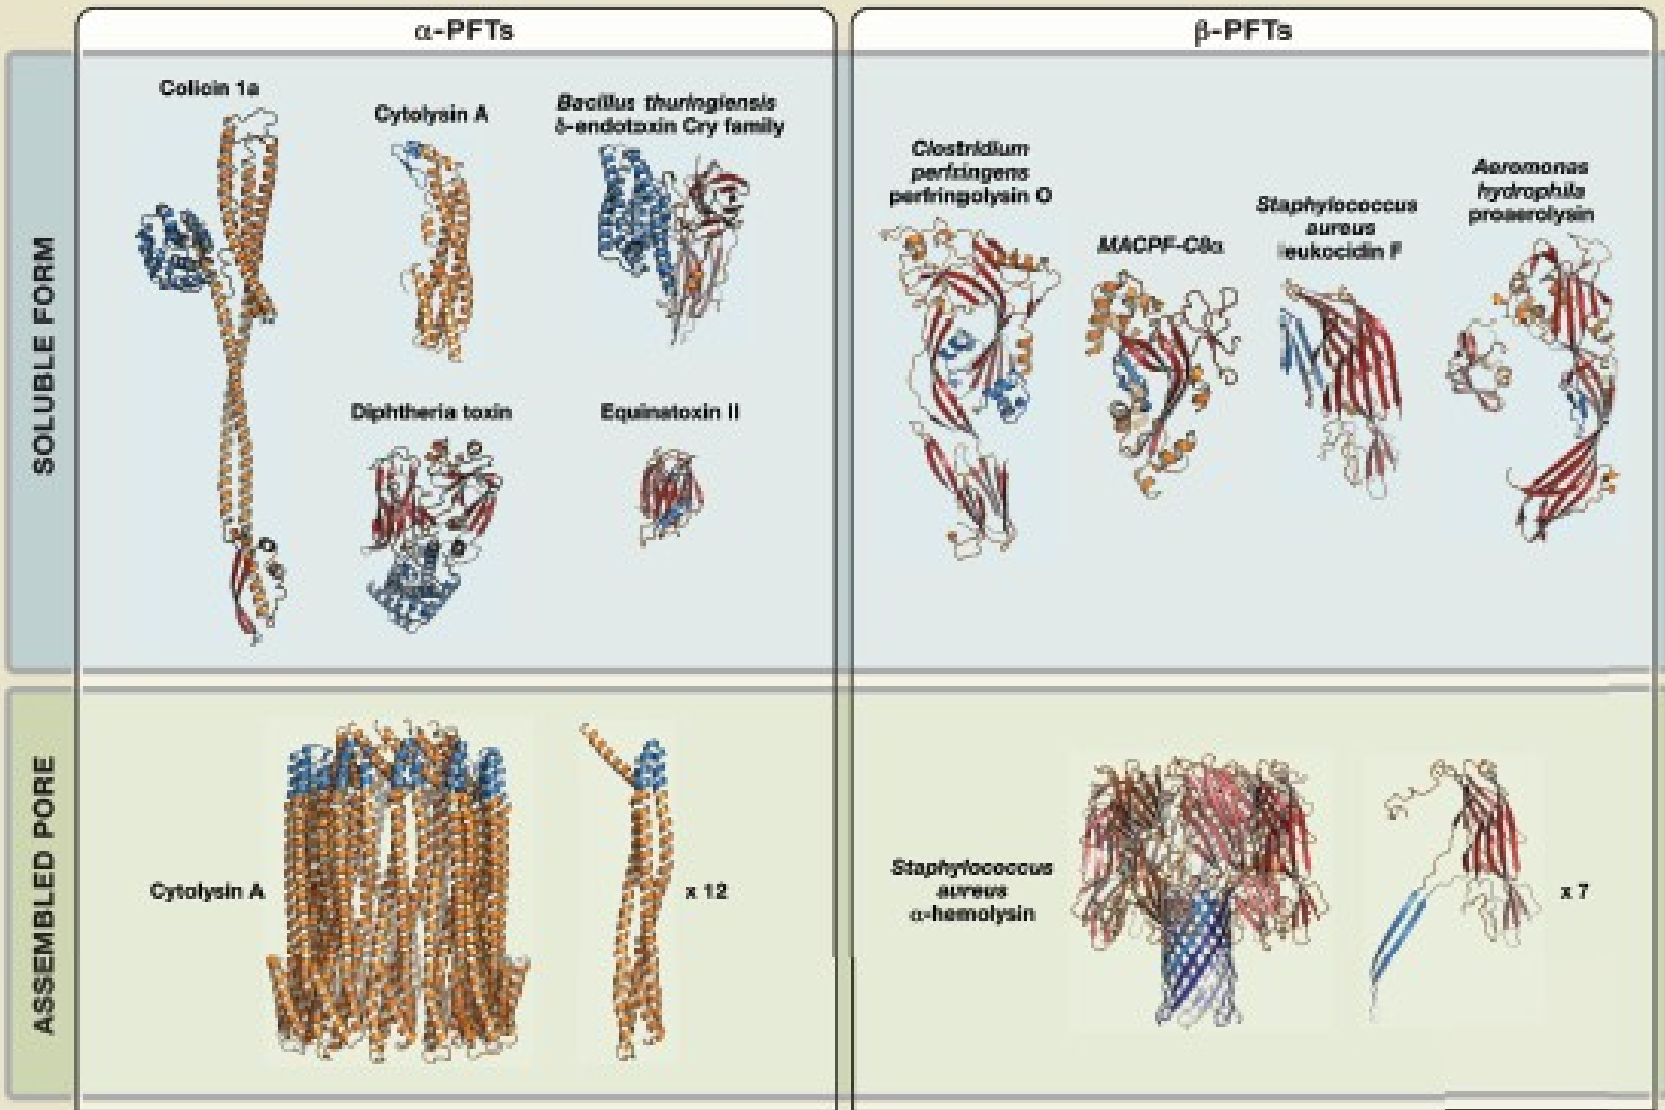 α-PFTs
β-PFTs
SOLUBLE FORM
Colicin 1a
Cytolysin A
Bacillus thuringiensis
δ-endotoxin Cry family
Diphtheria toxin
Equinatoxin II
Clostridium
perfringens
perfringolysin O
MACPF-C8α
Staphylococcus
aureus
leukocidin F
Aeromonas
hydrophila
proaerolysin
ASSEMBLED PORE
Cytolysin A
x 12
Staphylococcus
aureus
α-hemolysin
x 7